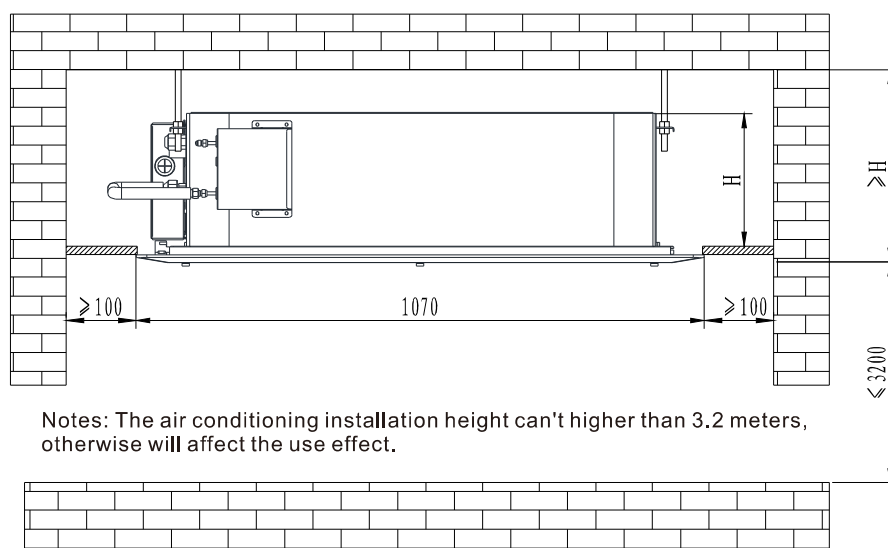 H
≥H
≥100
1070
≥100
≤3200
Notes: The air conditioning installation height can't higher than 3.2 meters,
otherwise will affect the use effect.